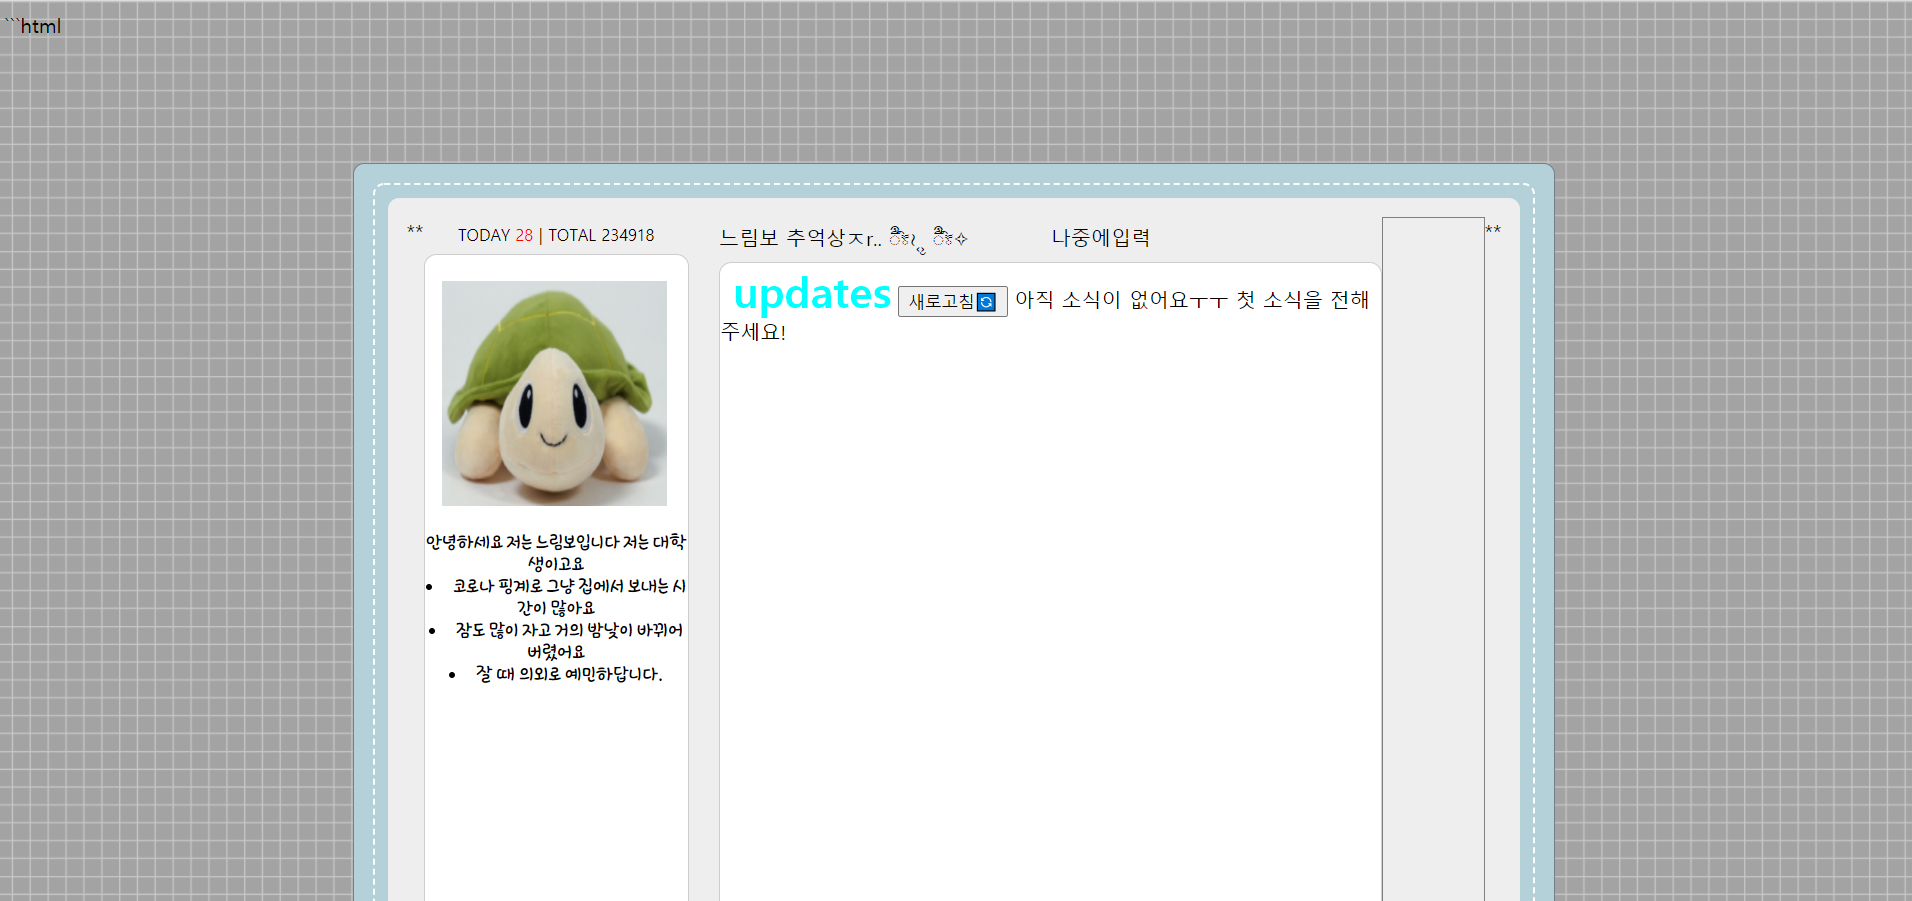 ```html
** TODAY 28 | TOTAL 234918 느림보 추억상ㅈr.. 나중에입력 **
updates 새로고침 아직 소식이 없어요ㅜㅜ 첫 소식을 전해
주세요!
안녕하세요 저는 느림보입니다 저는 대학
생이고요
• 코로나 핑계로 그냥 집에서 보내는 시
간이 많아요
• 잠도 많이 자고 거의 밤낮이 바뀌어
버렸어요
• 잘 때 의외로 예민하답니다.